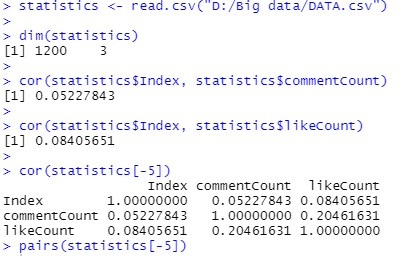 > statistics <- read.csv("D:/Big data/DATA.csv")
>
> dim(statistics)
[1] 1200    3
>
> cor(statistics$Index, statistics$commentCount)
[1] 0.05227843
>
> cor(statistics$Index, statistics$likeCount)
[1] 0.08405651
>
> cor(statistics[-5])
                  Index commentCount  likeCount
Index        1.00000000   0.05227843 0.08405651
commentCount 0.05227843   1.00000000 0.20461631
likeCount    0.08405651   0.20461631 1.00000000
> pairs(statistics[-5])